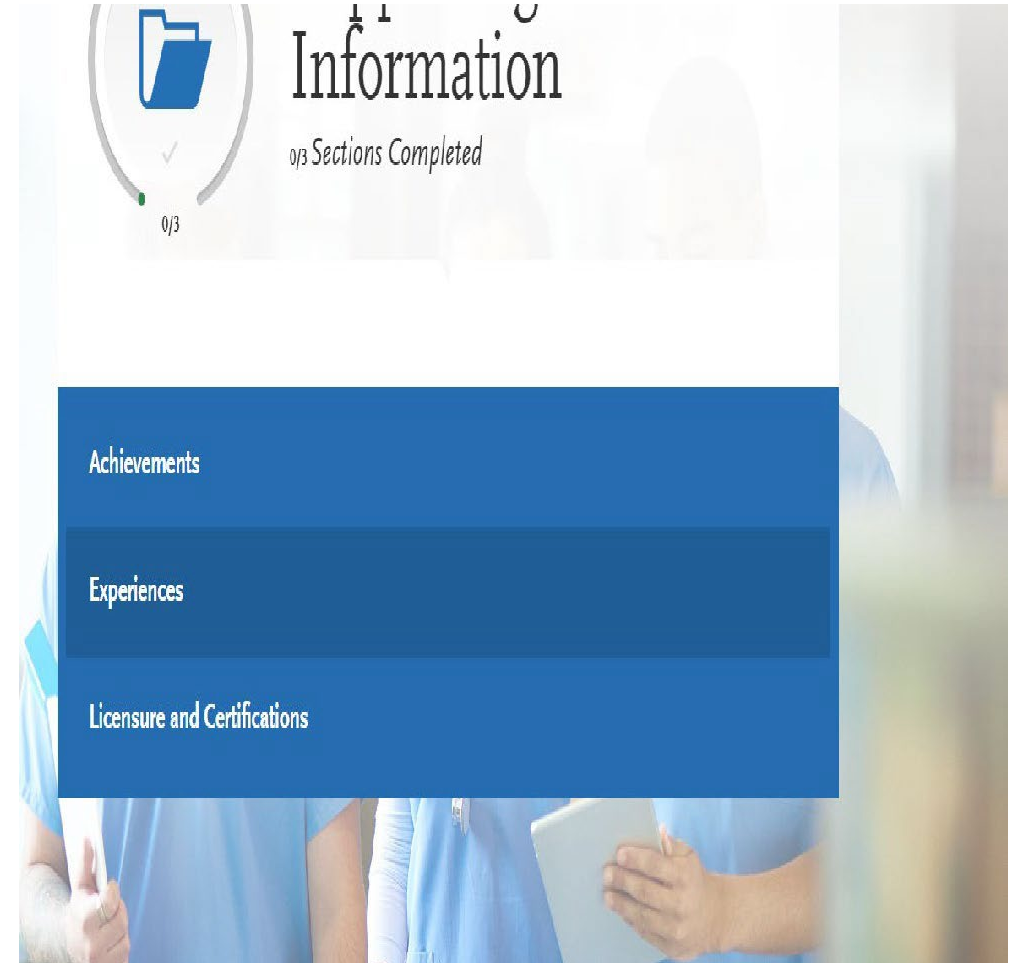 Information
0/3 Sections Completed
0/3
Achievements
Experiences
Licensure and Certifications